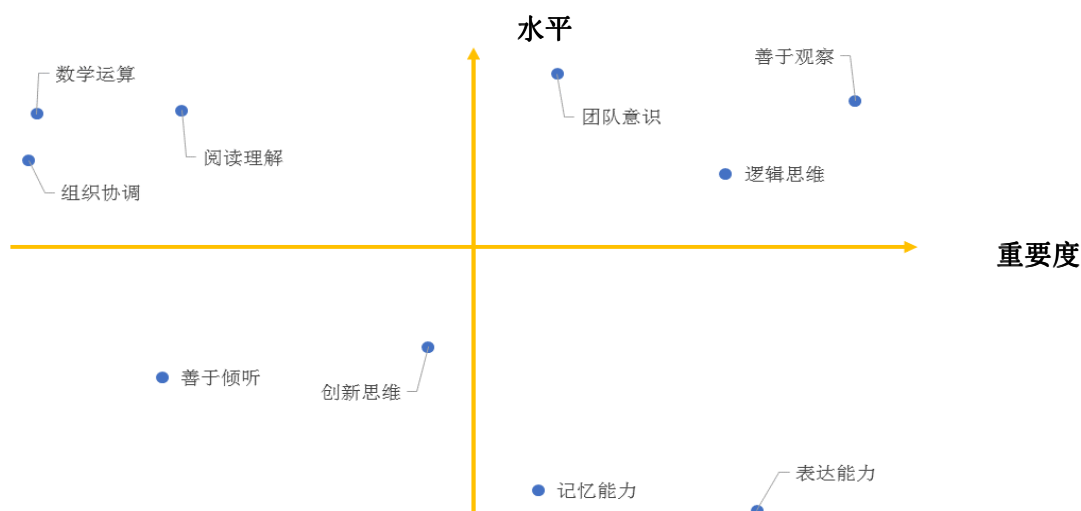 水平
善于观察
数学运算
团队意识
阅读理解
逻辑思维
组织协调
重要度
善于倾听
创新思维
表达能力
记忆能力